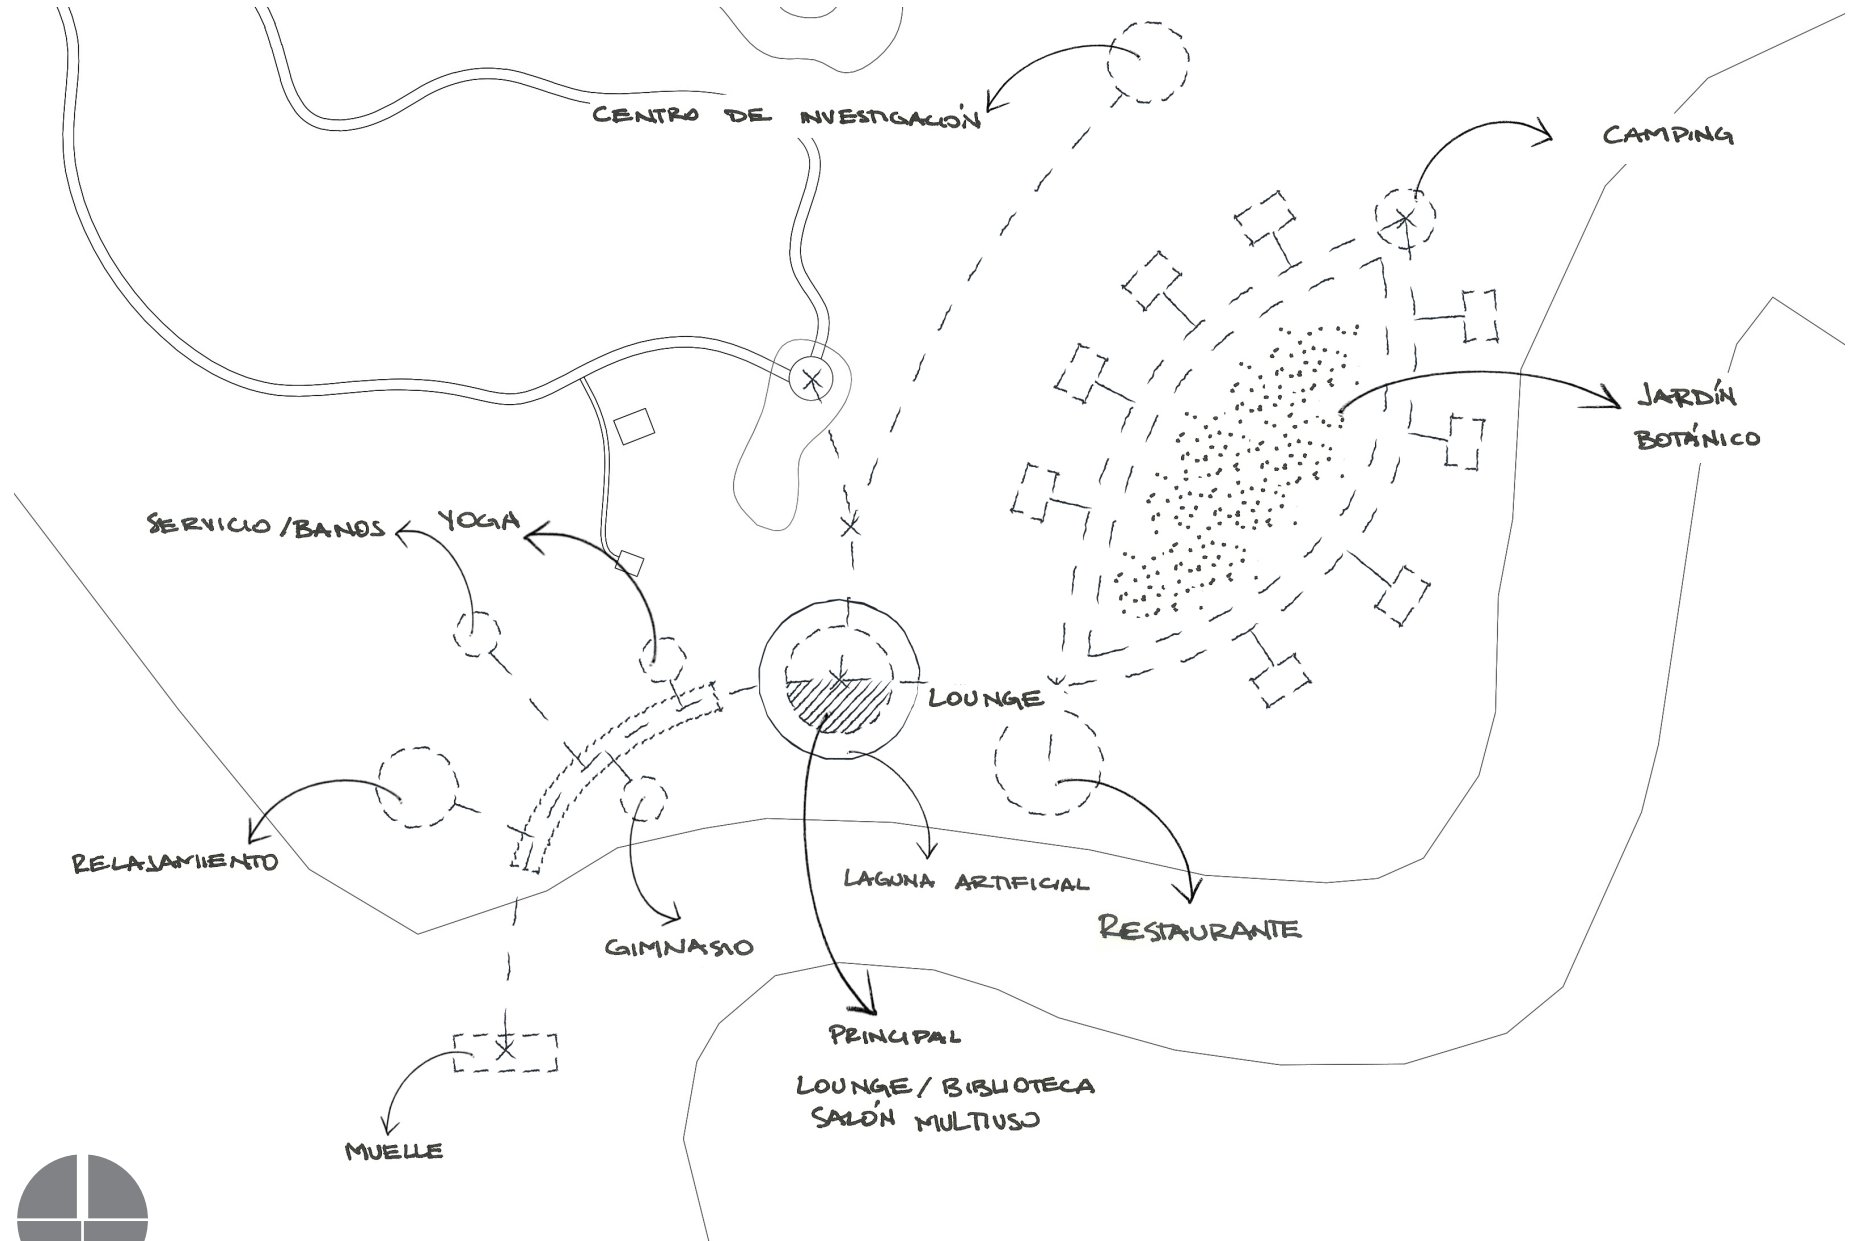 CENTRO DE INVESTIGACIÓN
CAMPING
JARDÍN
BOTÁNICO
SERVICIO/BANOS
YOGA
LOUNGE
RELAJAMIENTO
LAGUNA ARTIFICIAL
RESTAURANTE
GIMNASIO
PRINCIPAL
LOUNGE/BIBLIOTECA
SALÓN MULTIUSO
MUELLE